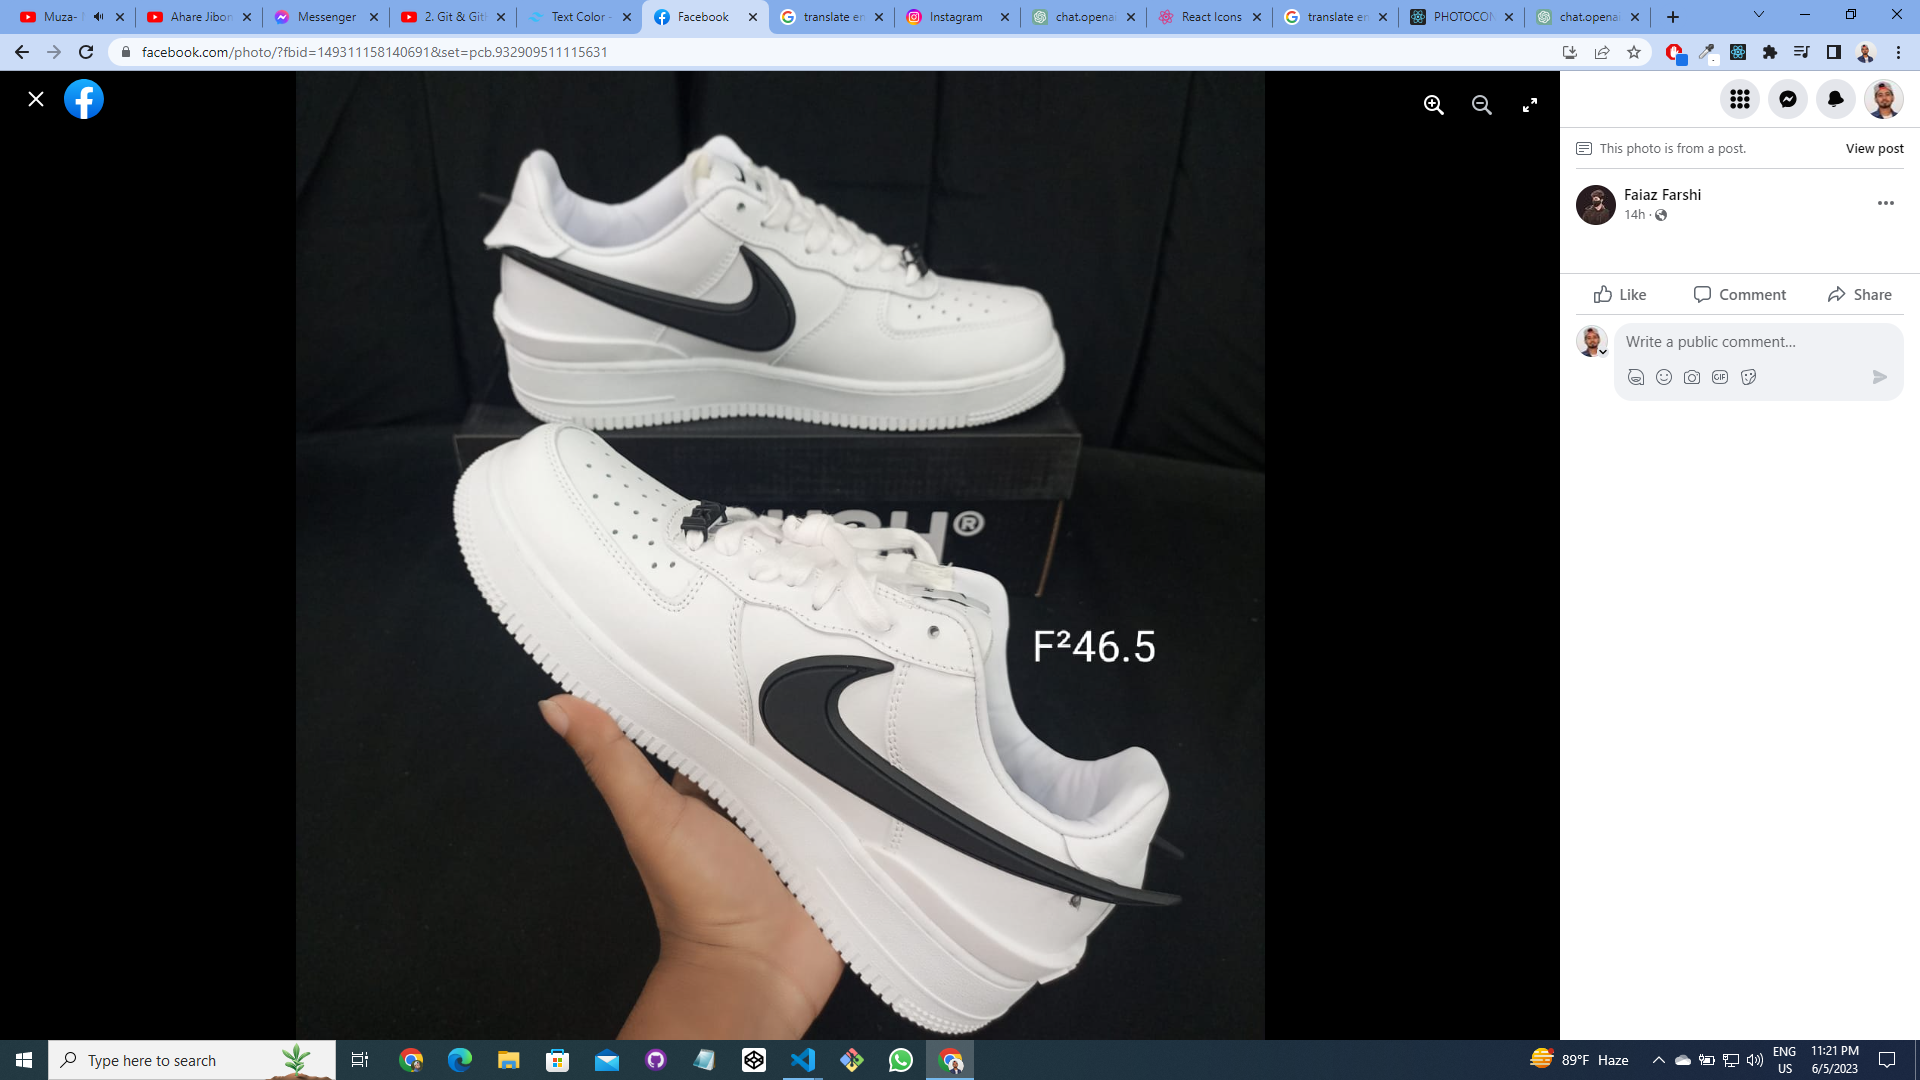 Muza-
Ahare Jibon
Messenger
2. Git & Git
Text Color -
Facebook
translate en
Instagram
chat.openai
React Icons
translate en
PHOTOCON
chat.openai
facebook.com/photo/?fbid=149311158140691&set=pcb.932909511115631
This photo is from a post.
View post
Faiaz Farshi
14h ·
Like
Comment
Share
Write a public comment...
GIF
®
F²46.5
Type here to search
89°F Haze
ENG
US
11:21 PM
6/5/2023